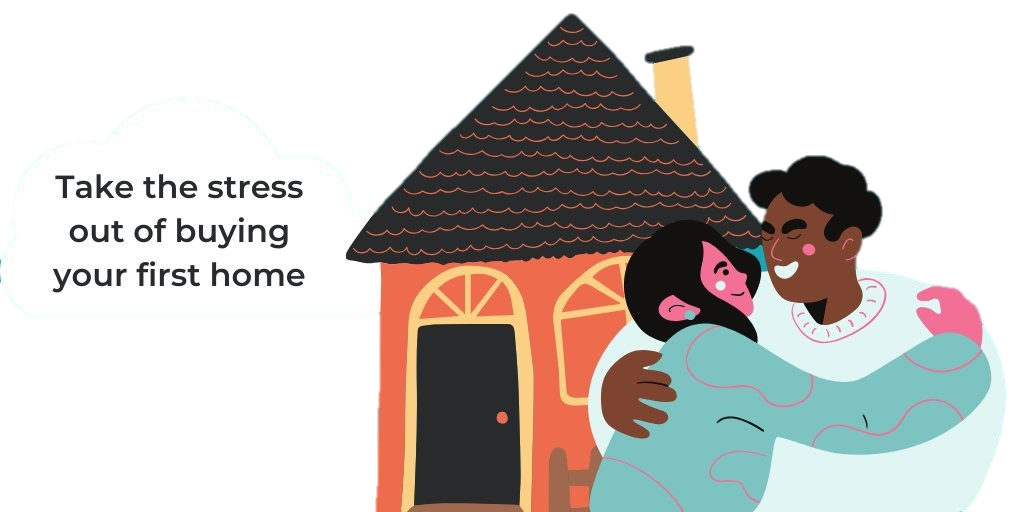 Take the stress
out of buying
your first home